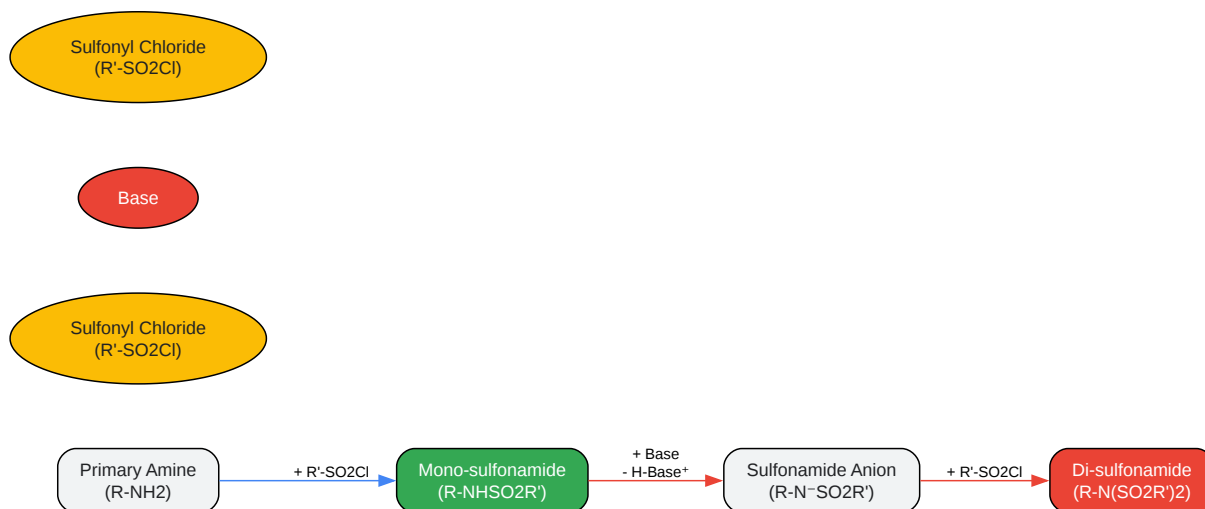 Sulfonyl Chloride
(R'-SO2Cl)
Base
Sulfonyl Chloride
(R'-SO2Cl)
Primary Amine
(R-NH2)
+ R'-SO2Cl
Mono-sulfonamide
(R-NHSO2R')
+ Base
- H-Base⁺
Sulfonamide Anion
(R-N⁻SO2R')
+ R'-SO2Cl
Di-sulfonamide
(R-N(SO2R')2)